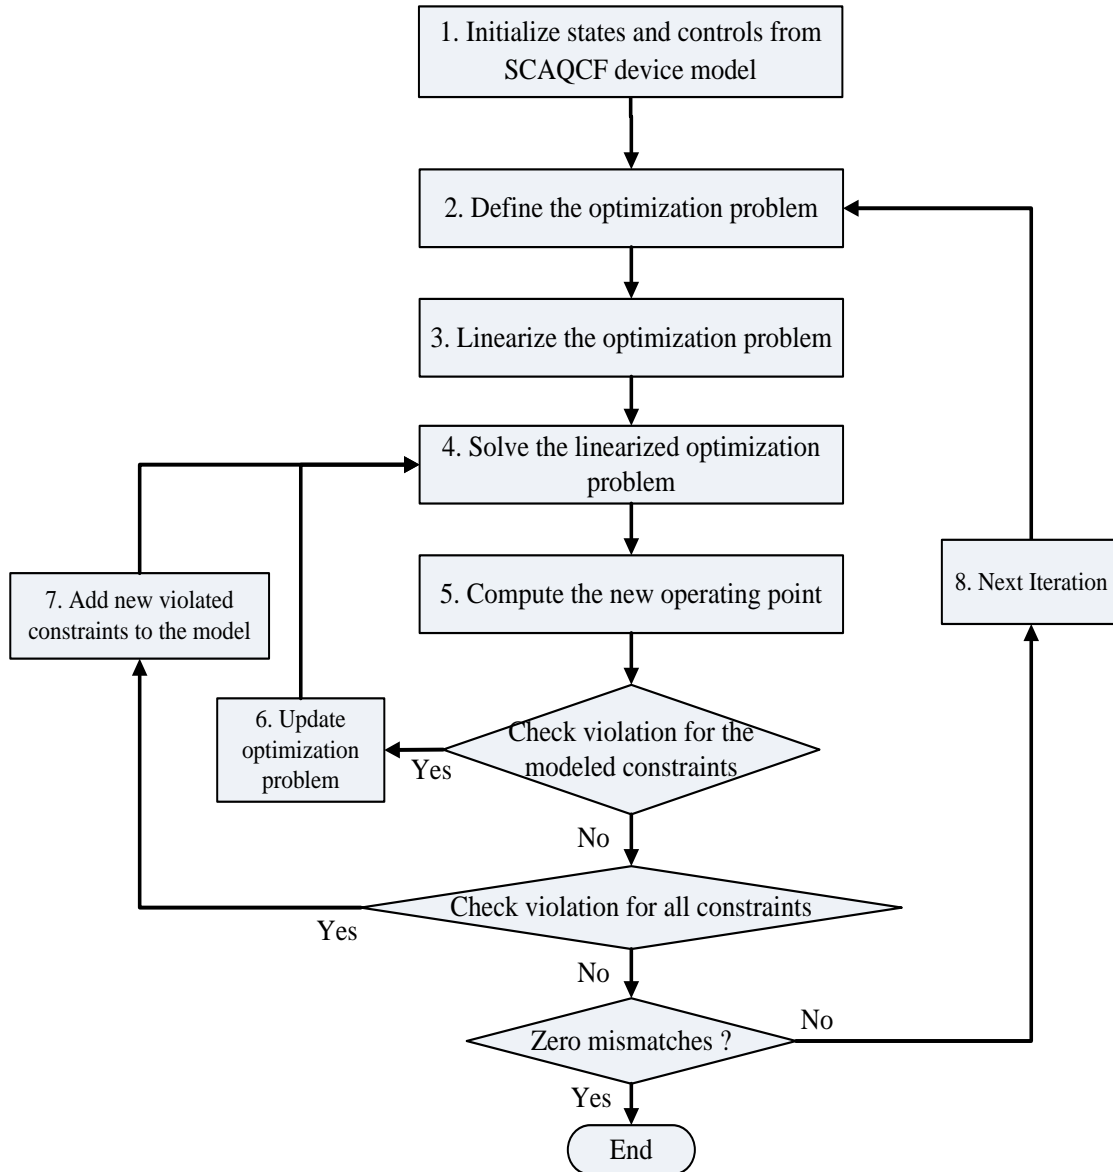 1. Initialize states and controls from
SCAQCF device model
2. Define the optimization problem
3. Linearize the optimization problem
4. Solve the linearized optimization
problem
5. Compute the new operating point
8. Next Iteration
7. Add new violated
constraints to the model
6. Update
optimization
problem
Check violation for the
modeled constraints
Yes
No
Check violation for all constraints
Yes
No
Zero mismatches ?
No
Yes
End